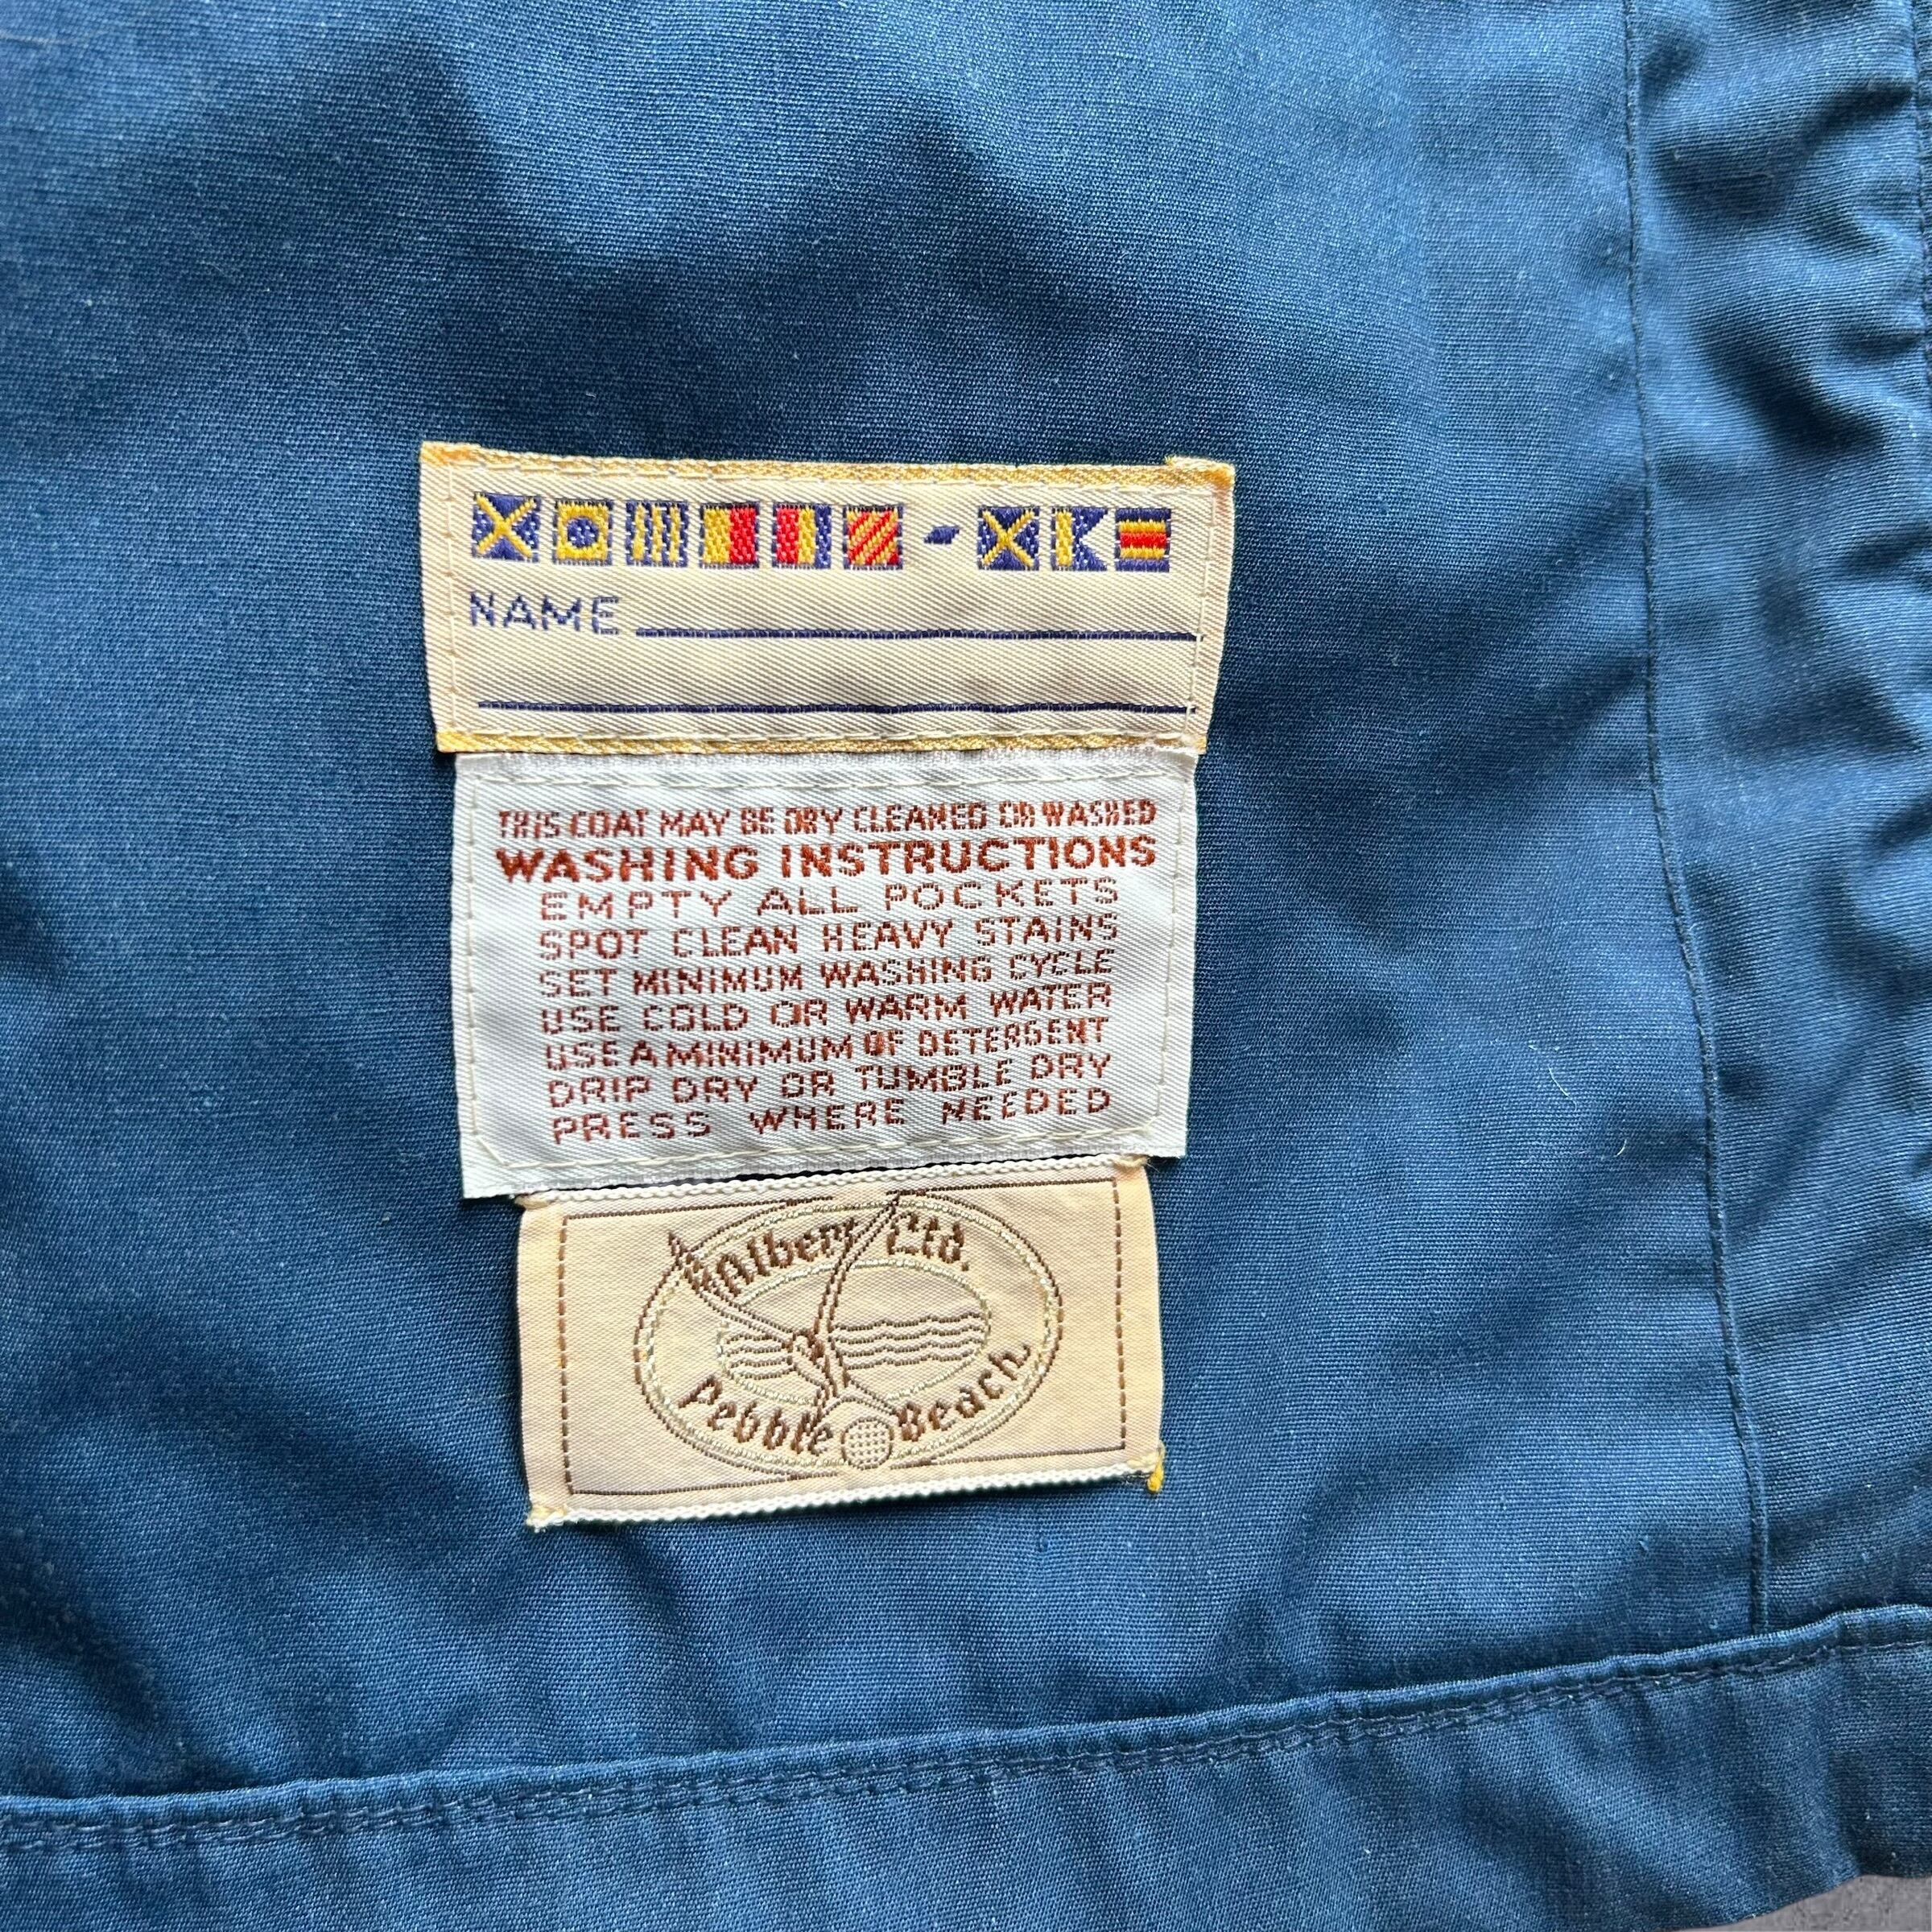 NAME
THIS COAT MAY BE DRY CLEANED OR WASHED
WASHING INSTRUCTIONS
EMPTY ALL POCKETS
SPOT CLEAN HEAVY STAINS
SET MINIMUM WASHING CYCLE
USE COLD OR WARM WATER
USE A MINIMUM OF DETERGENT
DRIP DRY OR TUMBLE DRY
PRESS WHERE NEEDED
Ltd.
Pebble Beach.